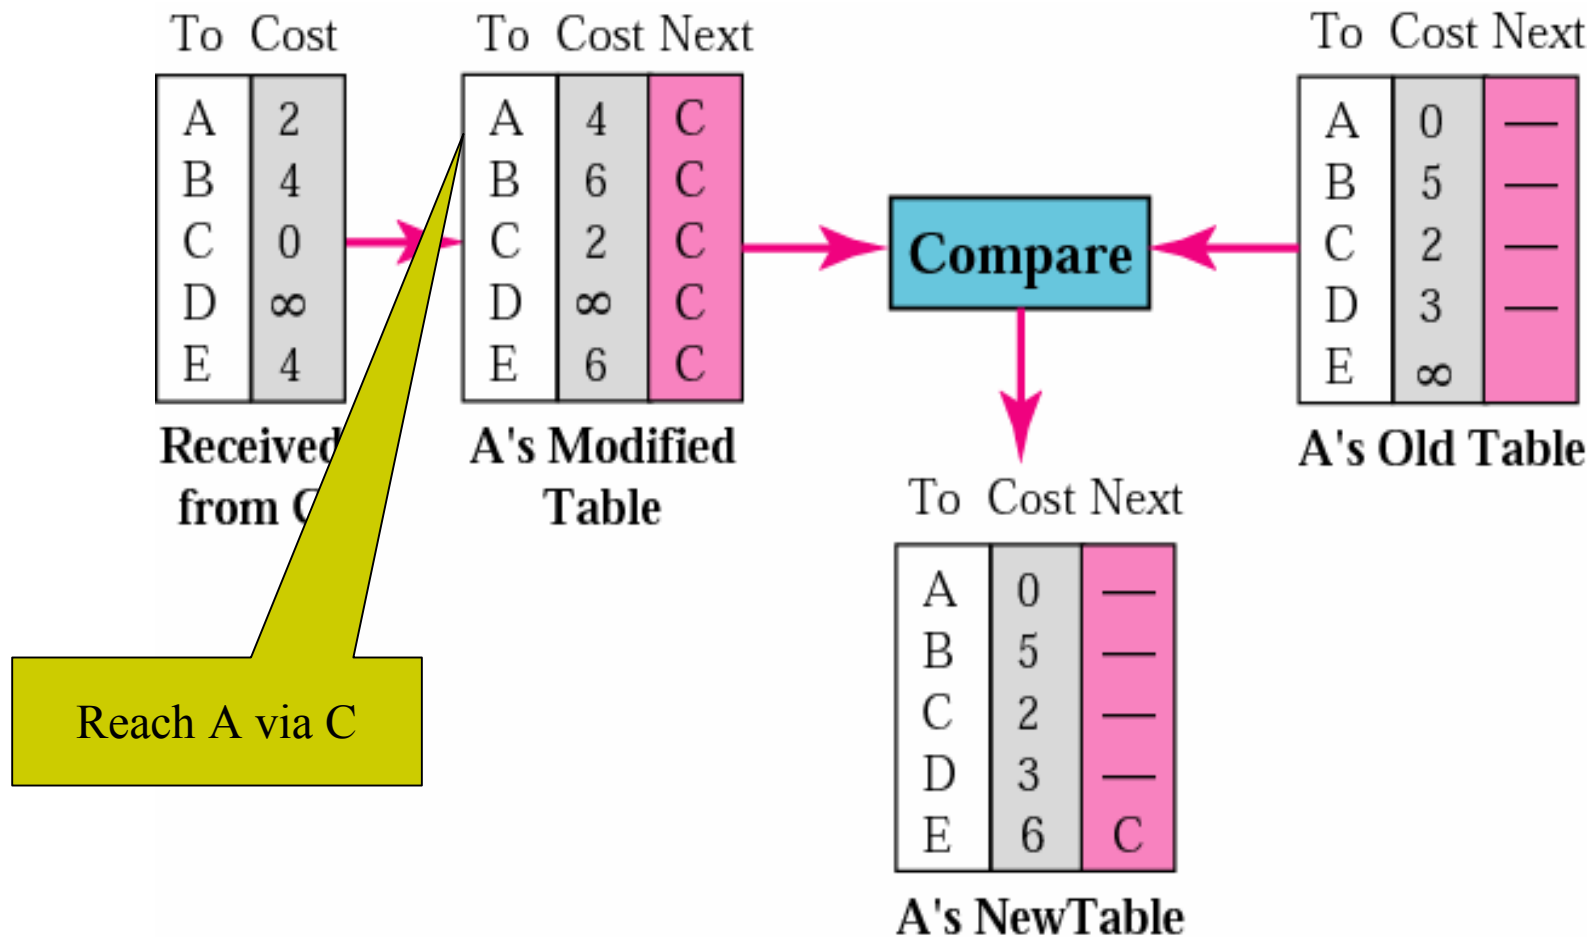 To Cost
A 2
B 4
C 0
D ∞
E 4
Received
from C
To Cost Next
A 4 C
B 6 C
C 2 C
D ∞ C
E 6 C
A's Modified
Table
Compare
To Cost Next
A 0 —
B 5 —
C 2 —
D 3 —
E ∞
A's Old Table
To Cost Next
A 0 —
B 5 —
C 2 —
D 3 —
E 6 C
A's NewTable
Reach A via C